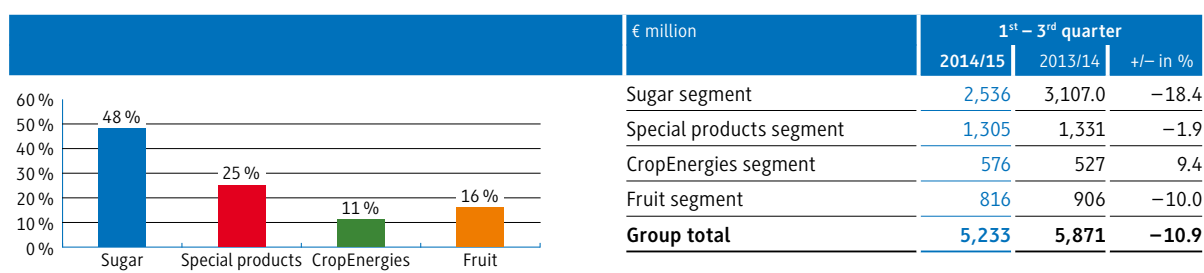 € million 1st – 3rd quarter
2014/15 2013/14 +/– in %
60 %
50 %
40 %
30 %
20 %
10 %
0 %
48 %
25 %
11 %
16 %
Sugar Special products CropEnergies Fruit
Sugar segment 2,536 3,107.0 –18.4
Special products segment 1,305 1,331 –1.9
CropEnergies segment 576 527 9.4
Fruit segment 816 906 –10.0
Group total 5,233 5,871 –10.9